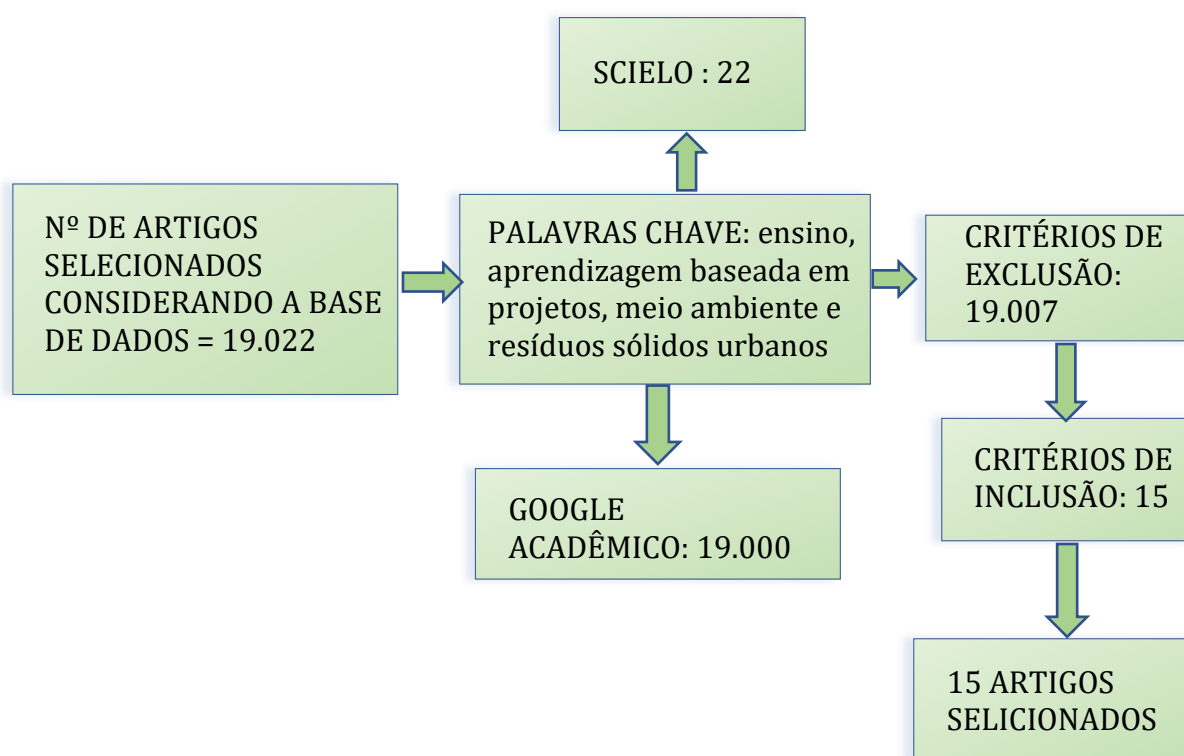 SCIELO : 22
Nº DE ARTIGOS
SELECIONADOS
CONSIDERANDO A BASE
DE DADOS = 19.022
PALAVRAS CHAVE: ensino,
aprendizagem baseada em
projetos, meio ambiente e
resíduos sólidos urbanos
CRITÉRIOS DE
EXCLUSÃO:
19.007
GOOGLE
ACADÊMICO: 19.000
CRITÉRIOS DE
INCLUSÃO: 15
15 ARTIGOS
SELICIONADOS